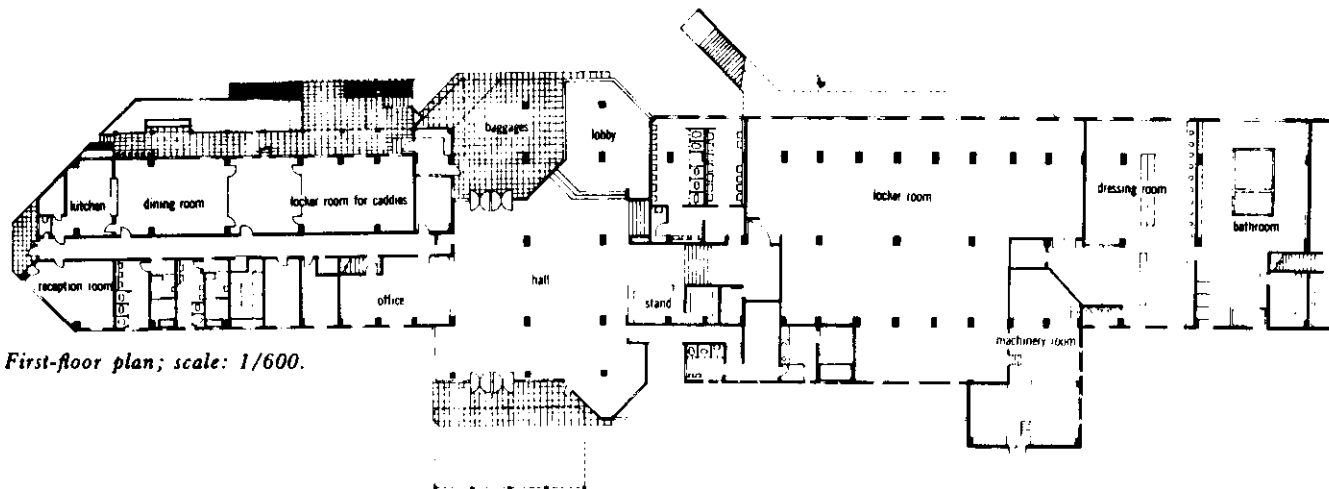 baggages
lobby
kitchen
dining room
locker room for caddies
locker room
dressing room
bathroom
reception room
office
hall
stand
machinery room
First-floor plan; scale: 1/600.